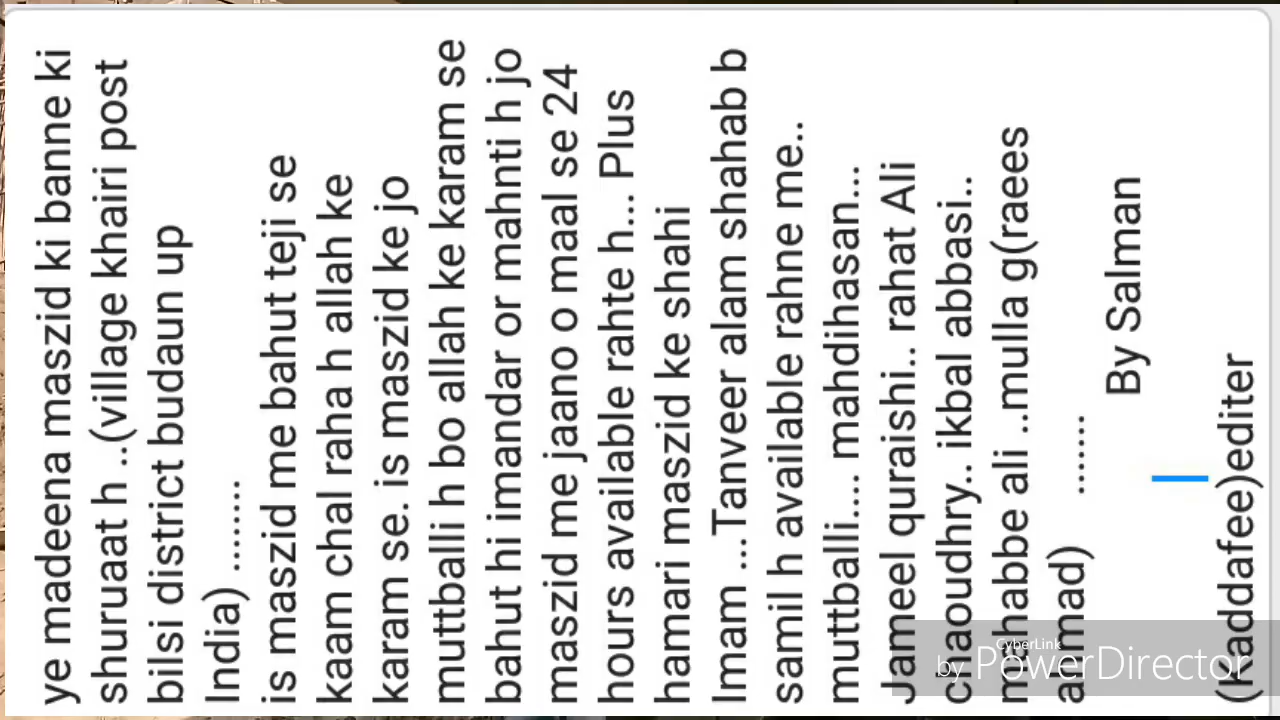 ye madeena maszid ki banne ki
shuruaat h ..(village khairi post
bilsi district budaun up
India) .........
is maszid me bahut teji se
kaam chal raha h allah ke
karam se. is maszid ke jo
muttballi h bo allah ke karam se
bahut hi imandar or mahnti h jo
maszid me jaano o maal se 24
hours available rahte h... Plus
hamari maszid ke shahi
Imam ...Tanveer alam shahab b
samil h available rahne me..
muttballi.... mahdihasan...
Jameel quraishi.. rahat Ali
chaoudhry.. ikbal abbasi..
mahabbe ali ..mulla g(raees
ahmad) ........
By Salman
(kaddafee)editer
CyberLink
by PowerDirector